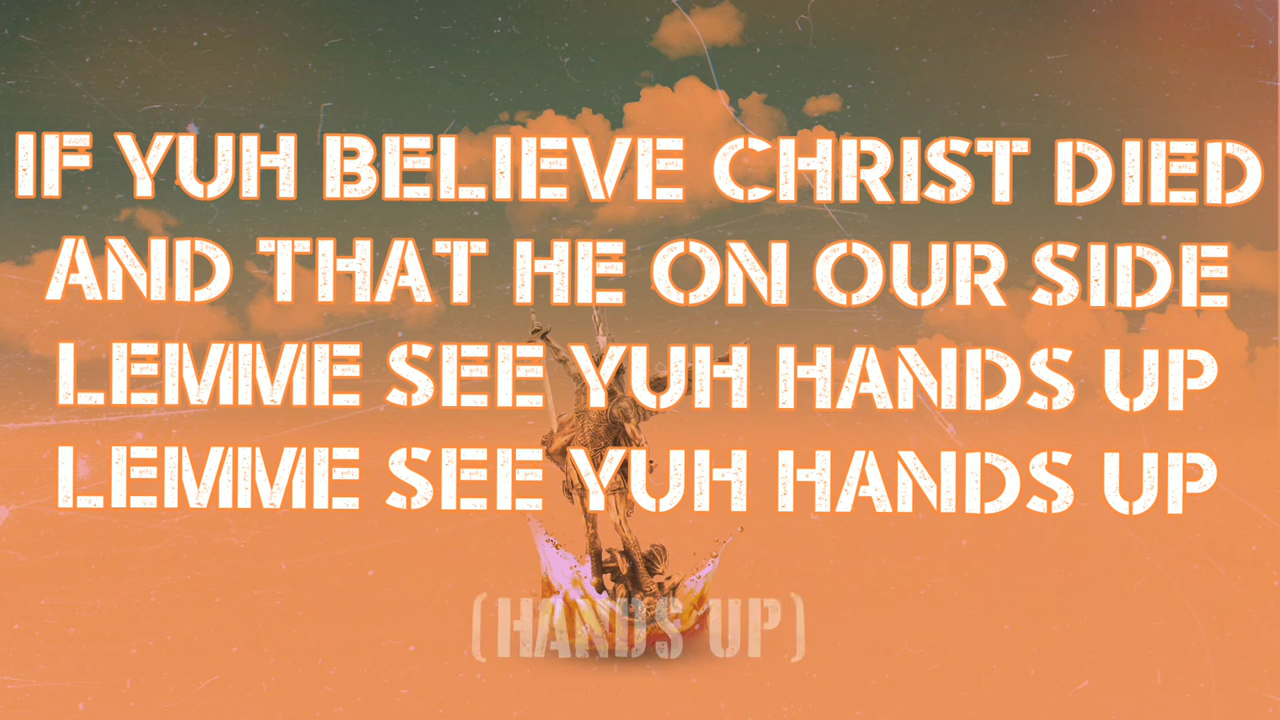 IF YUH BELIEVE CHRIST DIED
AND THAT HE ON OUR SIDE
LEMME SEE YUH HANDS UP
LEMME SEE YUH HANDS UP
(HANDS UP)